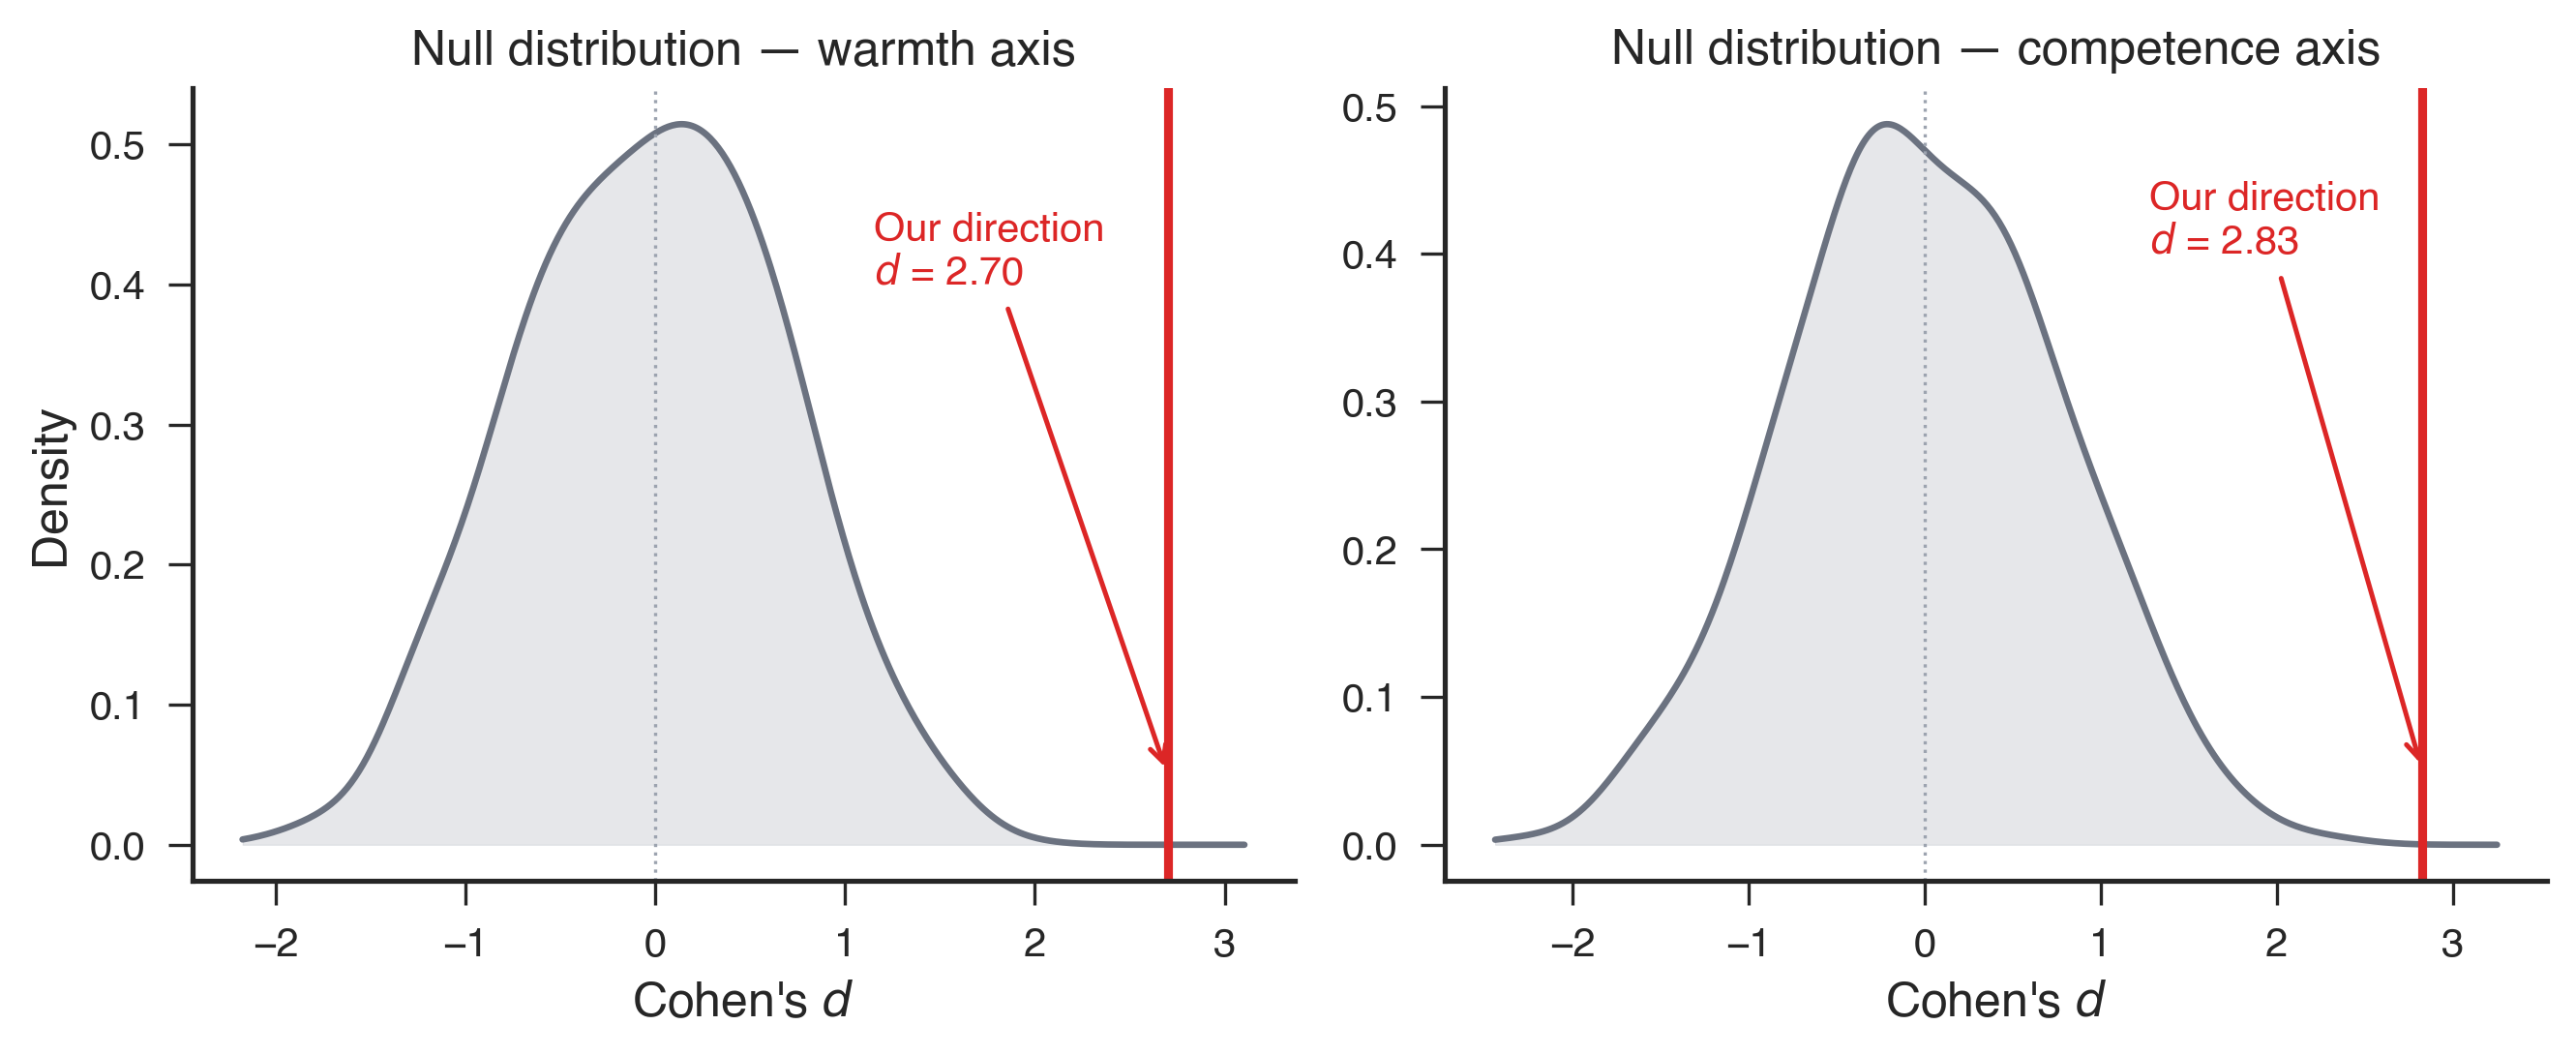 Null distribution — warmth axis
Density
0.5
0.4
0.3
0.2
0.1
0.0
Our direction
d = 2.70
−2
−1
0
1
2
3
Cohen's d
Null distribution — competence axis
0.5
0.4
0.3
0.2
0.1
0.0
Our direction
d = 2.83
−2
−1
0
1
2
3
Cohen's d